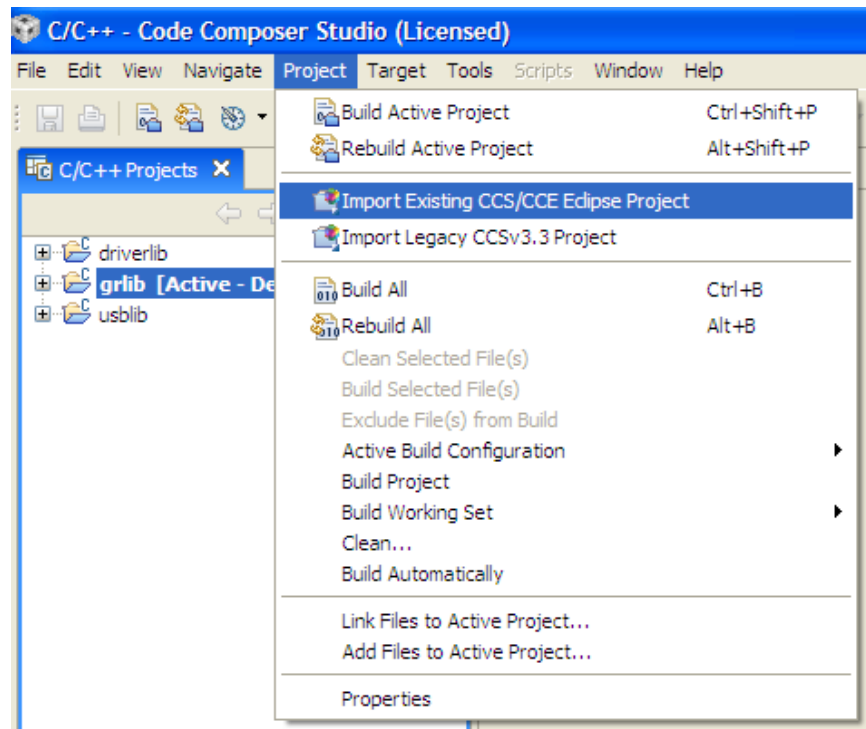 C/C++ - Code Composer Studio (Licensed)
File Edit View Navigate Project Target Tools Scripts Window Help
Build Active Project Ctrl+Shift+P
Rebuild Active Project Alt+Shift+P
C/C++ Projects
Import Existing CCS/CCE Eclipse Project
Import Legacy CCSv3.3 Project
driverlib
grlib [Active - De
usblib
Build All Ctrl+B
Rebuild All Alt+B
Clean Selected File(s)
Build Selected File(s)
Exclude File(s) from Build
Active Build Configuration
Build Project
Build Working Set
Clean...
Build Automatically
Link Files to Active Project...
Add Files to Active Project...
Properties